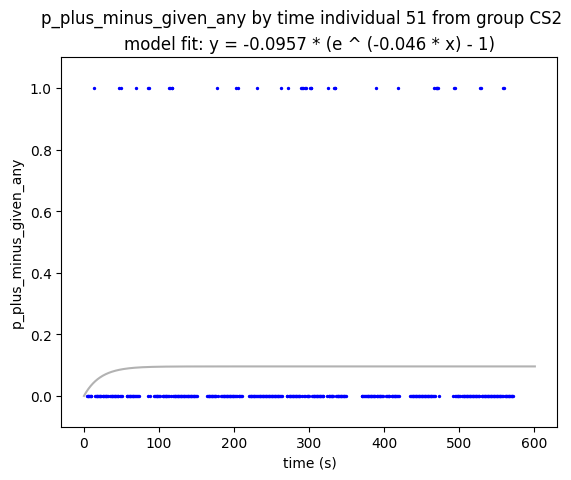 p_plus_minus_given_any by time individual 51 from group CS2
model fit: y = -0.0957 * (e ^ (-0.046 * x) - 1)
1.0
0.8
0.6
0.4
0.2
0.0
p_plus_minus_given_any
0 100 200 300 400 500 600
time (s)